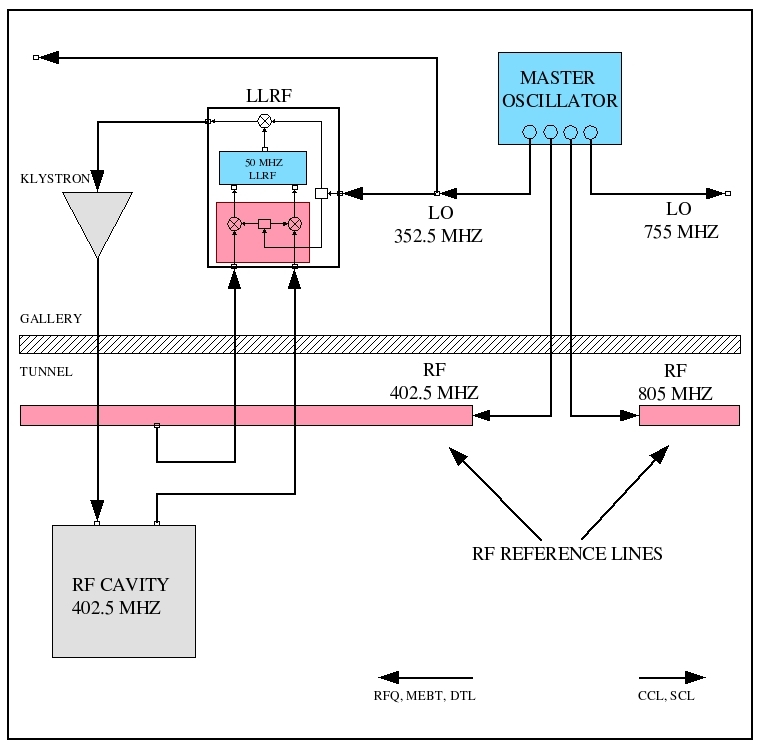 MASTER
OSCILLATOR
LLRF
50 MHZ
LLRF
KLYSTRON
LO
352.5 MHZ
LO
755 MHZ
GALLERY
TUNNEL
RF
402.5 MHZ
RF
805 MHZ
RF REFERENCE LINES
RF CAVITY
402.5 MHZ
RFQ, MEBT, DTL
CCL, SCL